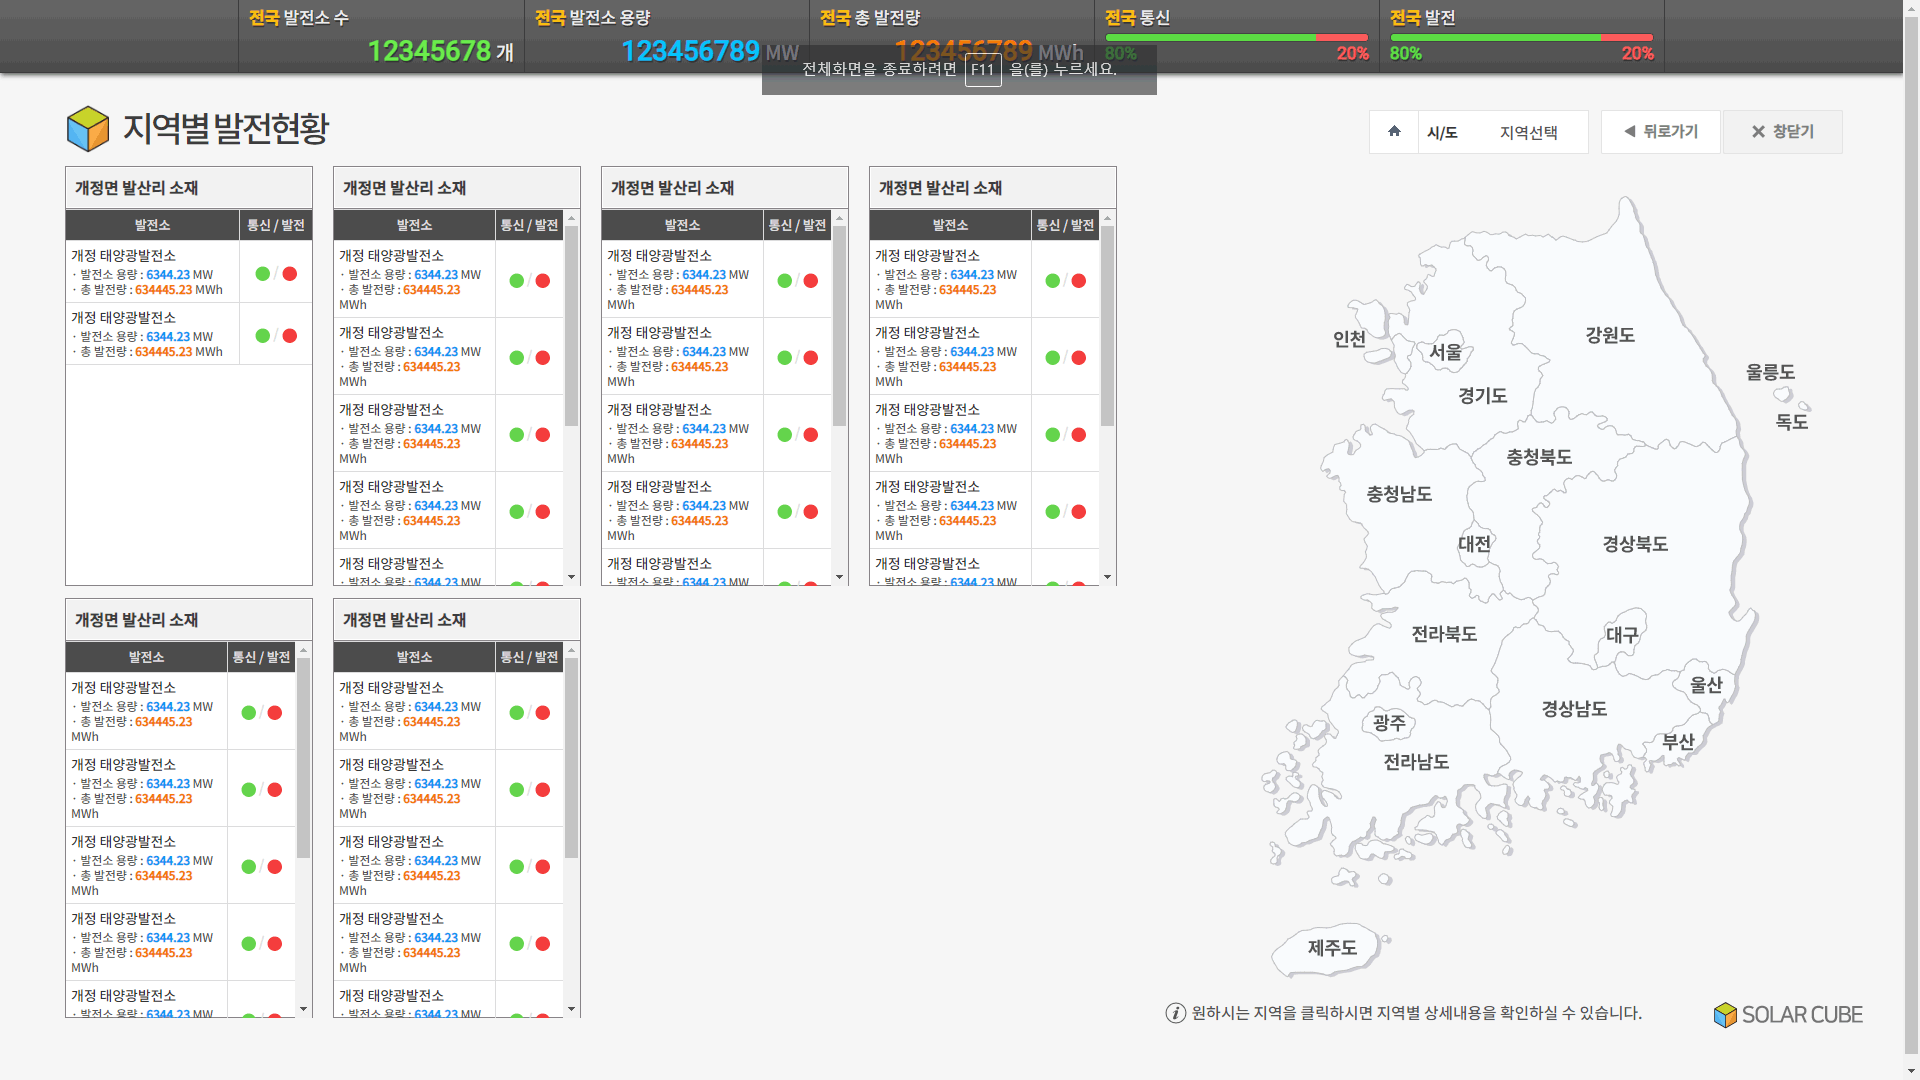 전국 발전소 수
12345678 개
전국 발전소 용량
123456789 MW
전국 총 발전량
123456789 MWh
전국 통신
80% 20%
전국 발전
80% 20%
전체화면을 종료하려면 F11 을(를) 누르세요.
지역별 발전현황
시/도 지역선택
뒤로가기
창닫기
개정면 발산리 소재
발전소 통신 / 발전
개정 태양광발전소
· 발전소 용량 : 6344.23 MW
· 총 발전량 : 634445.23 MWh
개정 태양광발전소
· 발전소 용량 : 6344.23 MW
· 총 발전량 : 634445.23 MWh
개정면 발산리 소재
발전소 통신 / 발전
개정 태양광발전소
· 발전소 용량 : 6344.23 MW
· 총 발전량 : 634445.23
MWh
개정 태양광발전소
· 발전소 용량 : 6344.23 MW
· 총 발전량 : 634445.23
MWh
개정 태양광발전소
· 발전소 용량 : 6344.23 MW
· 총 발전량 : 634445.23
MWh
개정 태양광발전소
· 발전소 용량 : 6344.23 MW
· 총 발전량 : 634445.23
MWh
개정 태양광발전소
· 발전소 용량 : 6344.23 MW
개정면 발산리 소재
발전소 통신 / 발전
개정 태양광발전소
· 발전소 용량 : 6344.23 MW
· 총 발전량 : 634445.23
MWh
개정 태양광발전소
· 발전소 용량 : 6344.23 MW
· 총 발전량 : 634445.23
MWh
개정 태양광발전소
· 발전소 용량 : 6344.23 MW
· 총 발전량 : 634445.23
MWh
개정 태양광발전소
· 발전소 용량 : 6344.23 MW
· 총 발전량 : 634445.23
MWh
개정 태양광발전소
· 발전소 용량 : 6344.23 MW
개정면 발산리 소재
발전소 통신 / 발전
개정 태양광발전소
· 발전소 용량 : 6344.23 MW
· 총 발전량 : 634445.23
MWh
개정 태양광발전소
· 발전소 용량 : 6344.23 MW
· 총 발전량 : 634445.23
MWh
개정 태양광발전소
· 발전소 용량 : 6344.23 MW
· 총 발전량 : 634445.23
MWh
개정 태양광발전소
· 발전소 용량 : 6344.23 MW
· 총 발전량 : 634445.23
MWh
개정 태양광발전소
· 발전소 용량 : 6344.23 MW
개정면 발산리 소재
발전소 통신 / 발전
개정 태양광발전소
· 발전소 용량 : 6344.23 MW
· 총 발전량 : 634445.23
MWh
개정 태양광발전소
· 발전소 용량 : 6344.23 MW
· 총 발전량 : 634445.23
MWh
개정 태양광발전소
· 발전소 용량 : 6344.23 MW
· 총 발전량 : 634445.23
MWh
개정 태양광발전소
· 발전소 용량 : 6344.23 MW
· 총 발전량 : 634445.23
MWh
개정 태양광발전소
· 발전소 용량 : 6344.23 MW
개정면 발산리 소재
발전소 통신 / 발전
개정 태양광발전소
· 발전소 용량 : 6344.23 MW
· 총 발전량 : 634445.23
MWh
개정 태양광발전소
· 발전소 용량 : 6344.23 MW
· 총 발전량 : 634445.23
MWh
개정 태양광발전소
· 발전소 용량 : 6344.23 MW
· 총 발전량 : 634445.23
MWh
개정 태양광발전소
· 발전소 용량 : 6344.23 MW
· 총 발전량 : 634445.23
MWh
개정 태양광발전소
· 발전소 용량 : 6344.23 MW
강원도
인천
서울
울릉도
경기도
독도
충청북도
충청남도
대전
경상북도
전라북도
대구
울산
경상남도
광주
부산
전라남도
제주도
원하시는 지역을 클릭하시면 지역별 상세내용을 확인하실 수 있습니다.
SOLAR CUBE